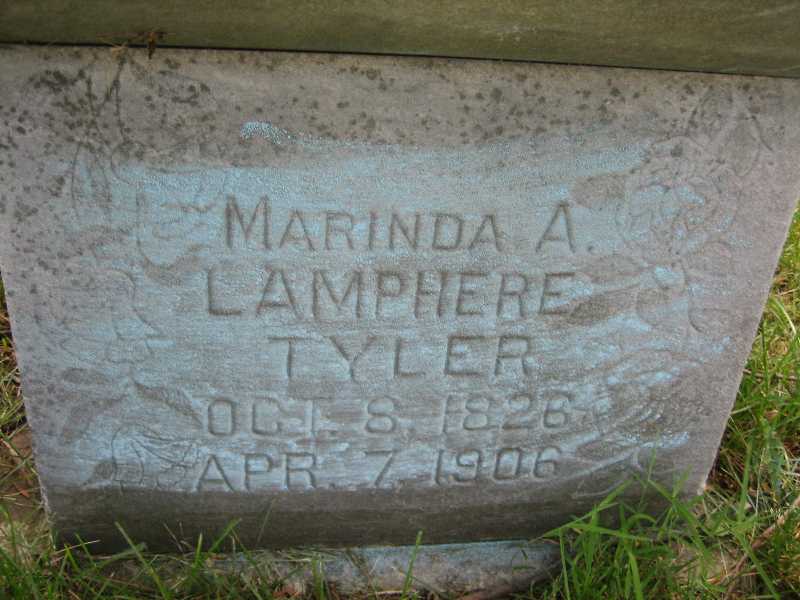 MARINDA A.
LAMPHERE
TYLER
OCT. 8, 1826
APR. 7, 1906